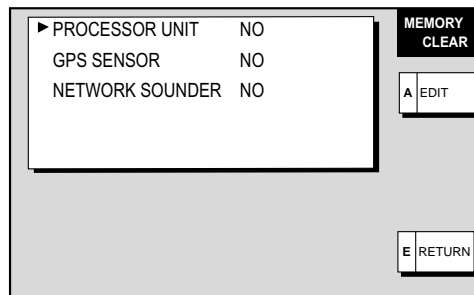 MEMORY
CLEAR
►PROCESSOR UNIT NO
GPS SENSOR NO
NETWORK SOUNDER NO
A EDIT
E RETURN